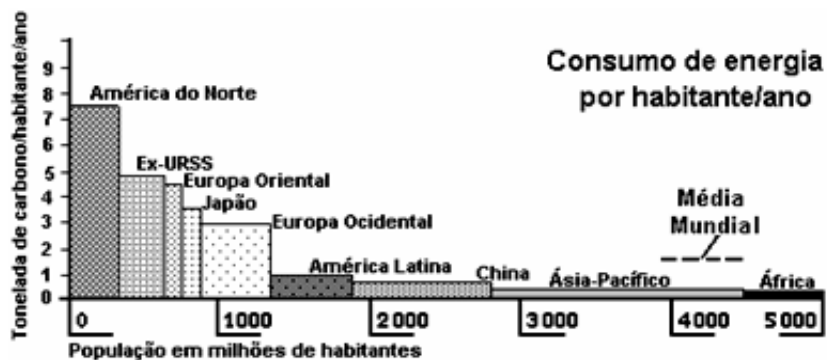 Consumo de energia
por habitante/ano
Tonelada de carbono/habitante/ano
9
8
7
6
5
4
3
2
1
0
América do Norte
Ex-URSS
Europa Oriental
Japão
Europa Ocidental
América Latina
China
Ásia-Pacífico
África
Média
Mundial
0
1000
2000
3000
4000
5000
População em milhões de habitantes